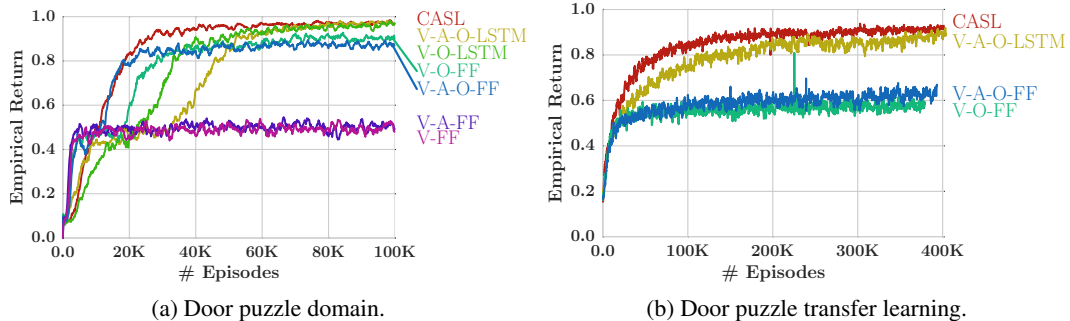 1.0
0.8
0.6
0.4
0.2
0.0
Empirical Return
0.0 20K 40K 60K 80K 100K
# Episodes
CASL
V-A-O-LSTM
V-O-LSTM
V-O-FF
V-A-O-FF
V-A-FF
V-FF
(a) Door puzzle domain.
1.0
0.8
0.6
0.4
0.2
0.0
Empirical Return
0.0 100K 200K 300K 400K
# Episodes
CASL
V-A-O-LSTM
V-A-O-FF
V-O-FF
(b) Door puzzle transfer learning.